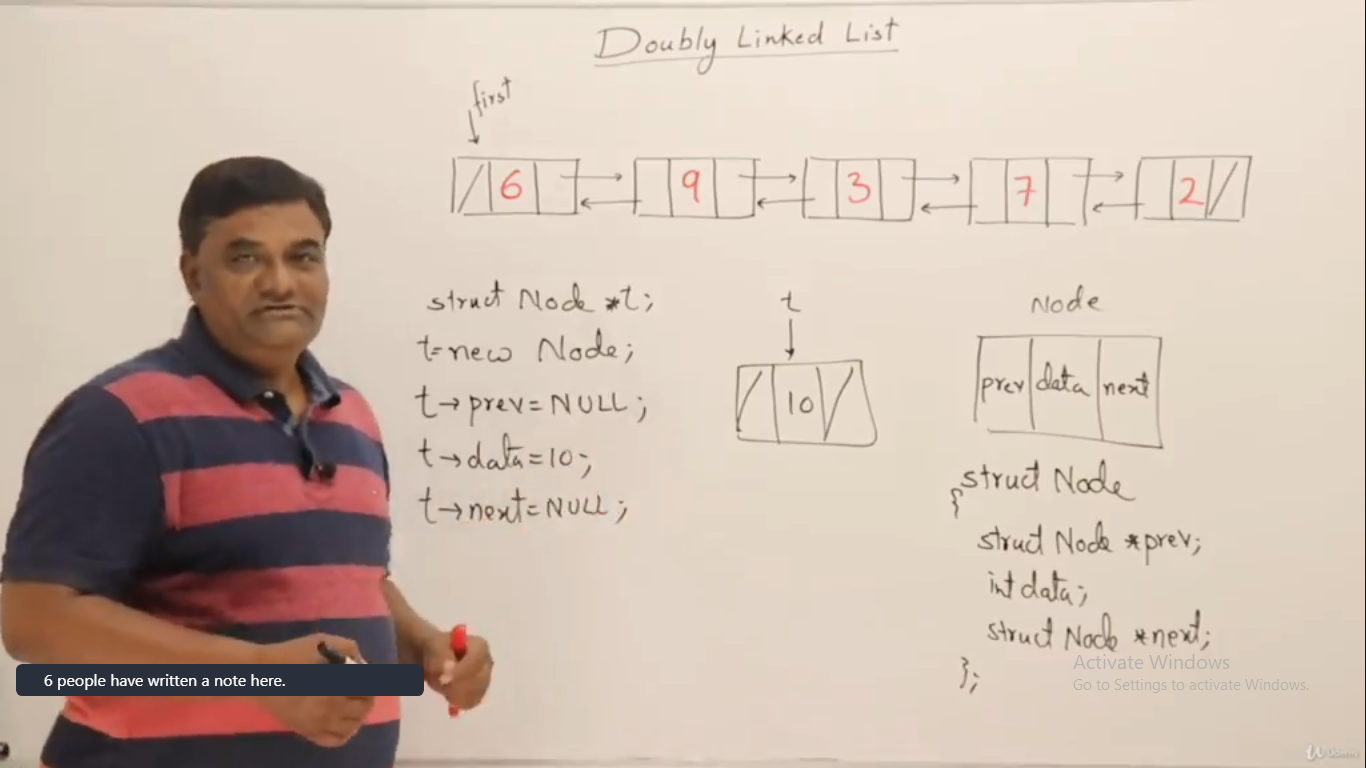 Doubly Linked List
first
6 9 3 7 2
struct Node *t;
t=new Node;
t→prev=NULL;
t→data=10;
t→next=NULL;
t
10
Node
prev data next
struct Node
{
struct Node *prev;
int data;
struct Node *next;
};
6 people have written a note here.
Activate Windows
Go to Settings to activate Windows.
Udemy